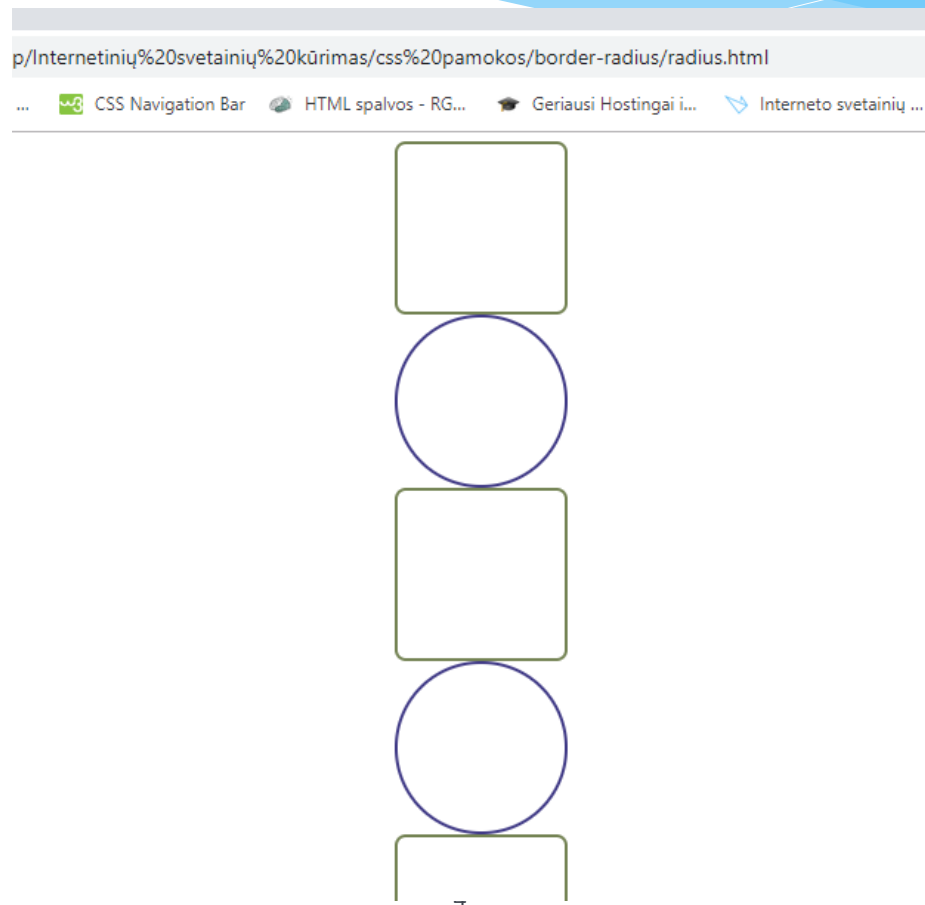 p/Internetinių%20svetainių%20kūrimas/css%20pamokos/border-radius/radius.html
... CSS Navigation Bar HTML spalvos - RG... Geriausi Hostingai i... Interneto svetainių ...